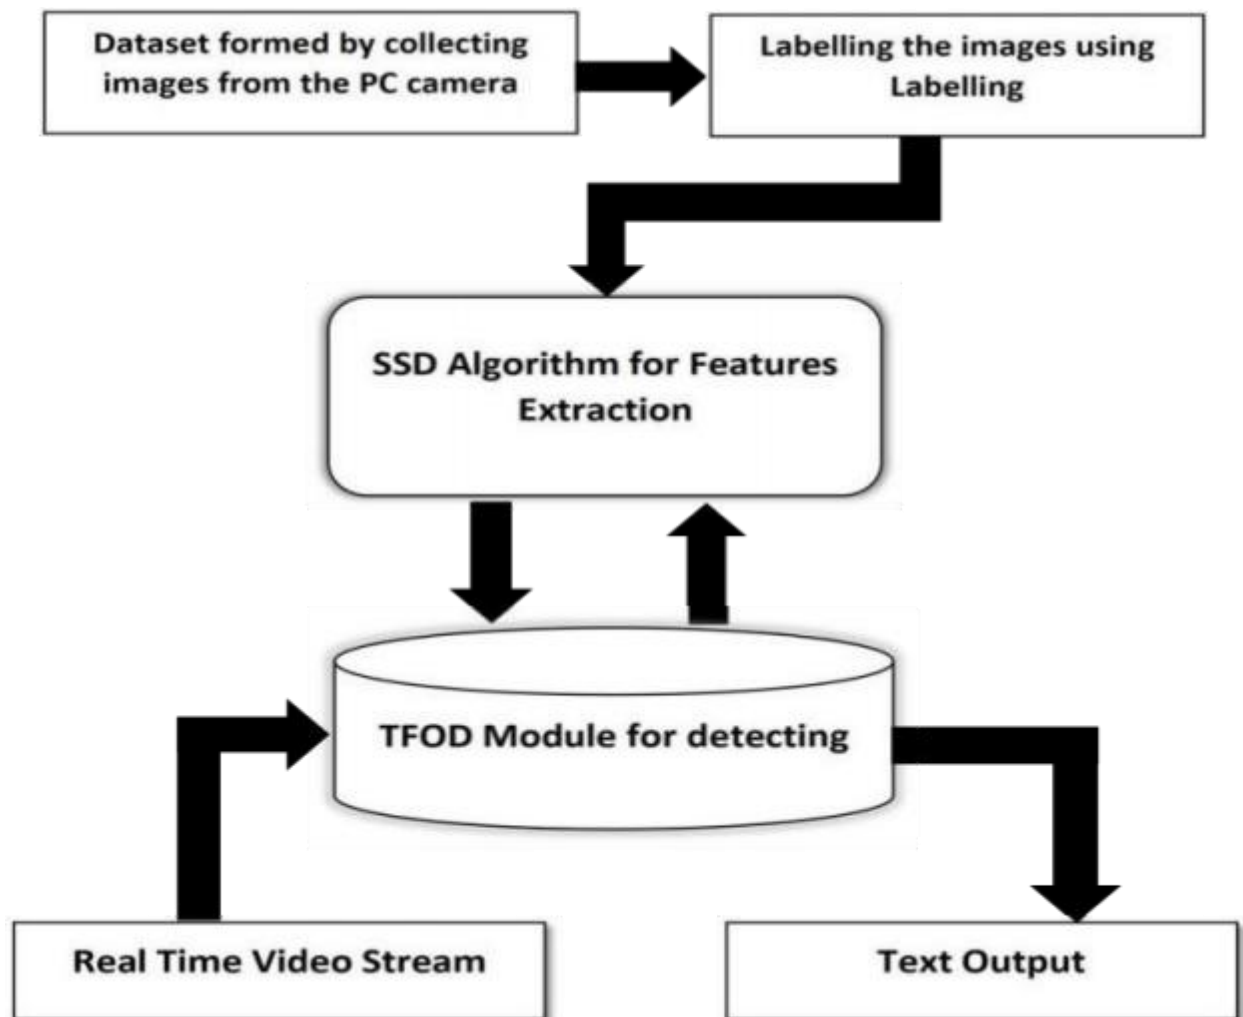 Dataset formed by collecting
images from the PC camera
Labelling the images using
Labelling
SSD Algorithm for Features
Extraction
TFOD Module for detecting
Real Time Video Stream
Text Output